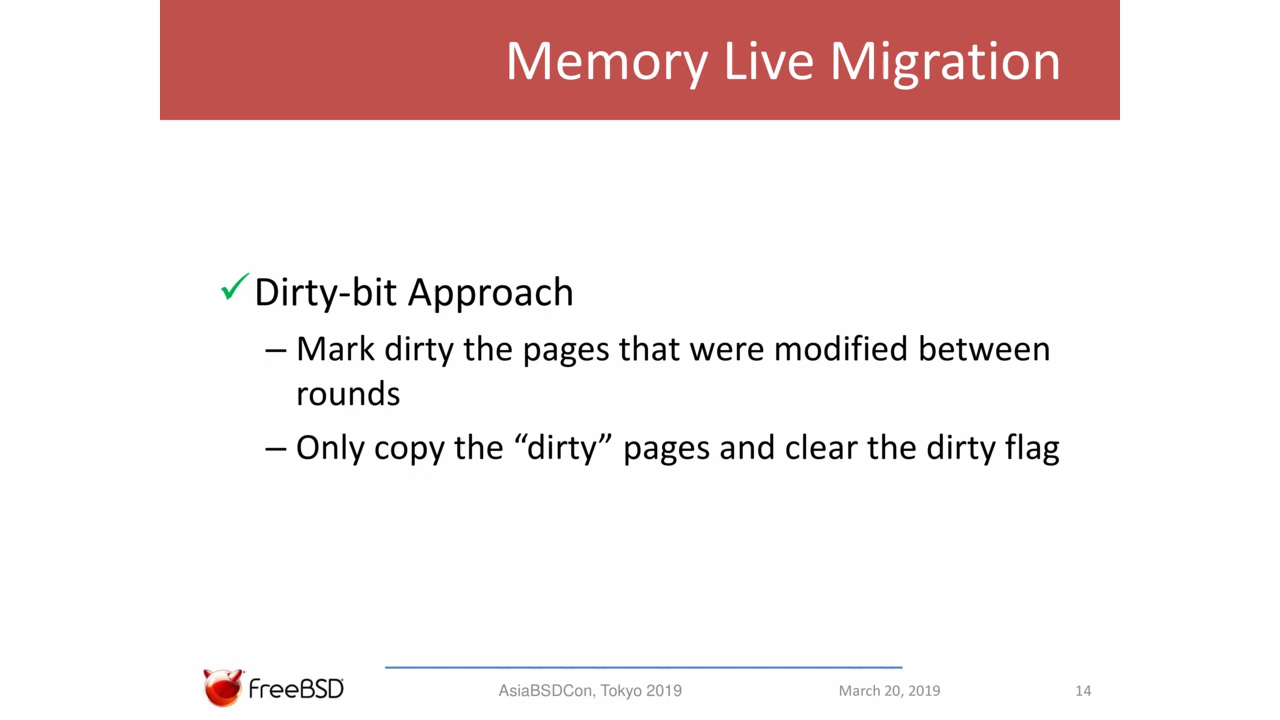 Memory Live Migration
✓Dirty-bit Approach
– Mark dirty the pages that were modified between
rounds
– Only copy the “dirty” pages and clear the dirty flag
FreeBSD
AsiaBSDCon, Tokyo 2019
March 20, 2019
14